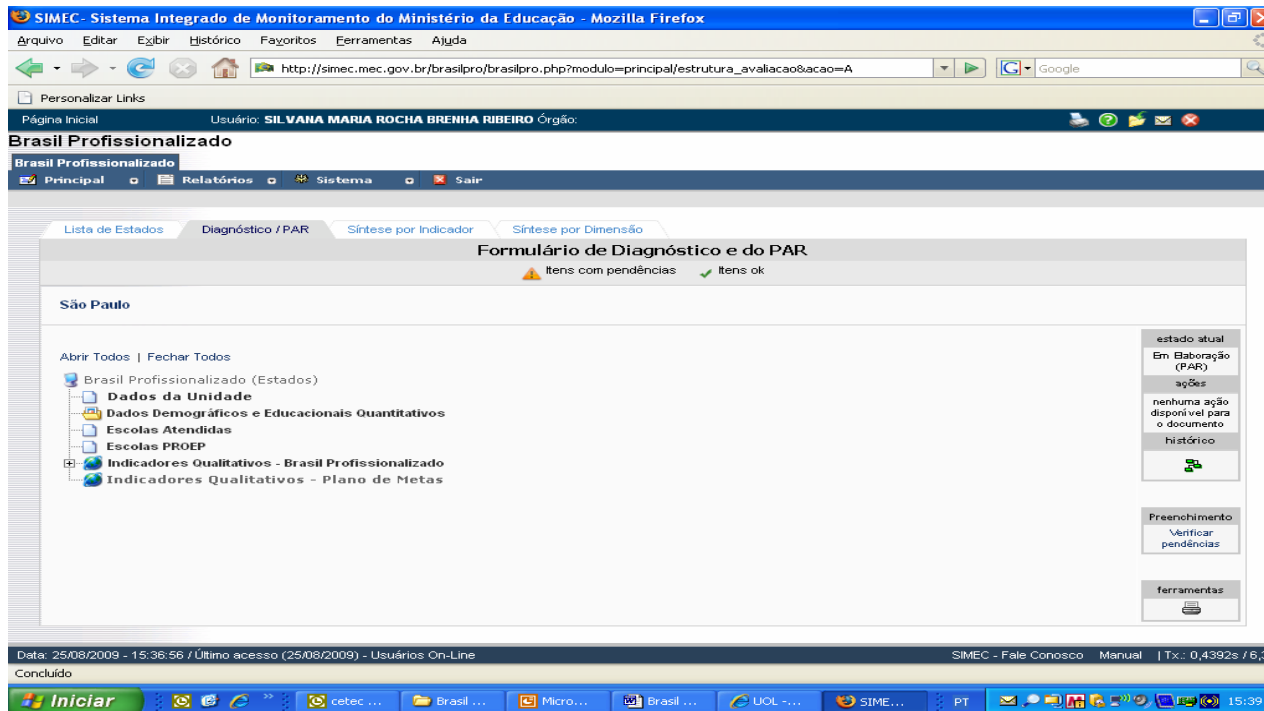 SIMEC- Sistema Integrado de Monitoramento do Ministério da Educação - Mozilla Firefox
Arquivo Editar Exibir Histórico Favoritos Ferramentas Ajuda
http://simec.mec.gov.br/brasilpro/brasilpro.php?modulo=principal/estrutura_avaliacao&acao=A
G Google
Personalizar Links
Página Inicial Usuário: SILVANA MARIA ROCHA BRENHA RIBEIRO Órgão:
Brasil Profissionalizado
Brasil Profissionalizado
Principal Relatórios Sistema Sair
Lista de Estados Diagnóstico / PAR Síntese por Indicador Síntese por Dimensão
Formulário de Diagnóstico e do PAR
Itens com pendências Itens ok
São Paulo
Abrir Todos | Fechar Todos
Brasil Profissionalizado (Estados)
Dados da Unidade
Dados Demográficos e Educacionais Quantitativos
Escolas Atendidas
Escolas PROEP
Indicadores Qualitativos - Brasil Profissionalizado
Indicadores Qualitativos - Plano de Metas
estado atual
Em Elaboração
(PAR)
ações
nenhuma ação
disponível para
o documento
histórico
Preenchimento
Verificar
pendências
ferramentas
Data: 25/08/2009 - 15:36:56 / Último acesso (25/08/2009) - Usuários On-Line SIMEC - Fale Conosco Manual | Tx.: 0,4392s / 6,3
Concluído
Iniciar cetec ... Brasil ... Micro... Brasil ... UOL -... SIME... PT 15:39